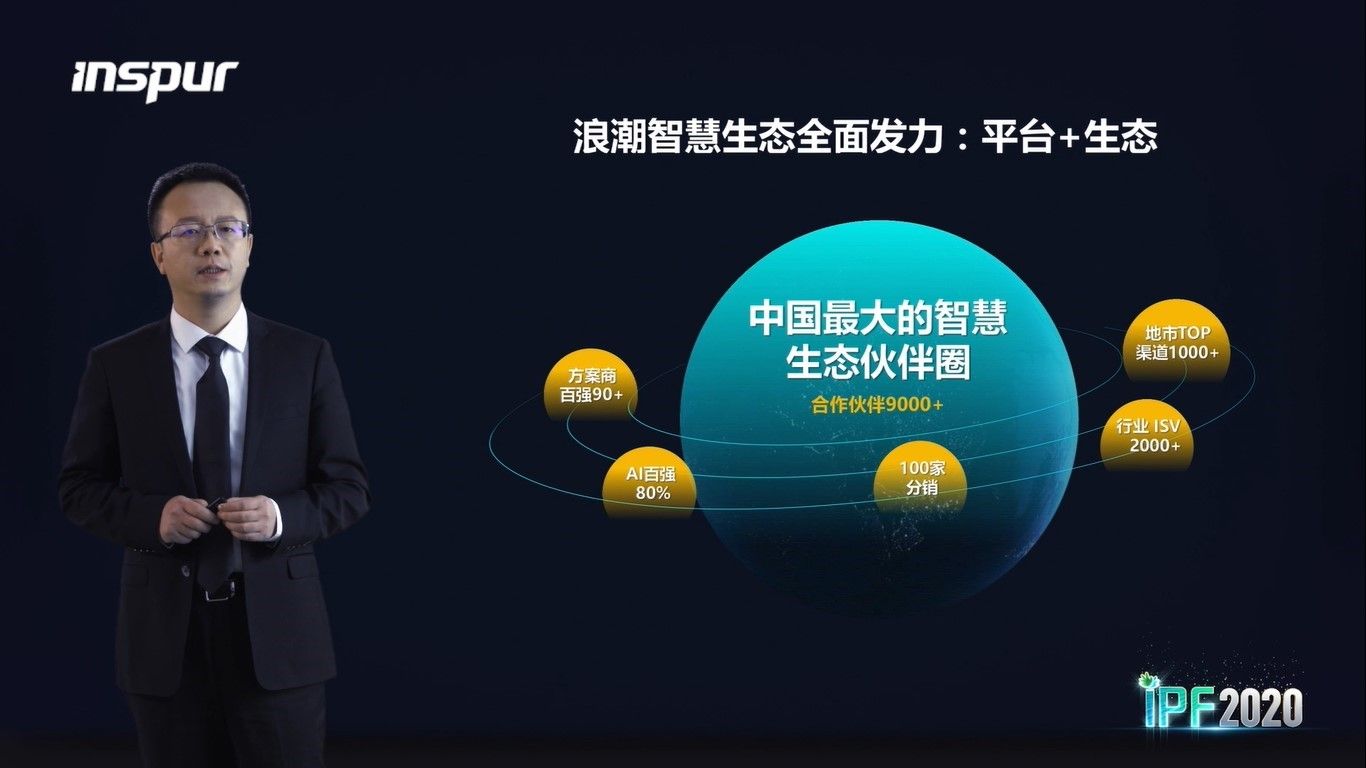 inspur
浪潮智慧生态全面发力：平台+生态
中国最大的智慧
生态伙伴圈
合作伙伴9000+
方案商
百强90+
AI百强
80%
100家
分销
地市TOP
渠道1000+
行业 ISV
2000+
iPF2020